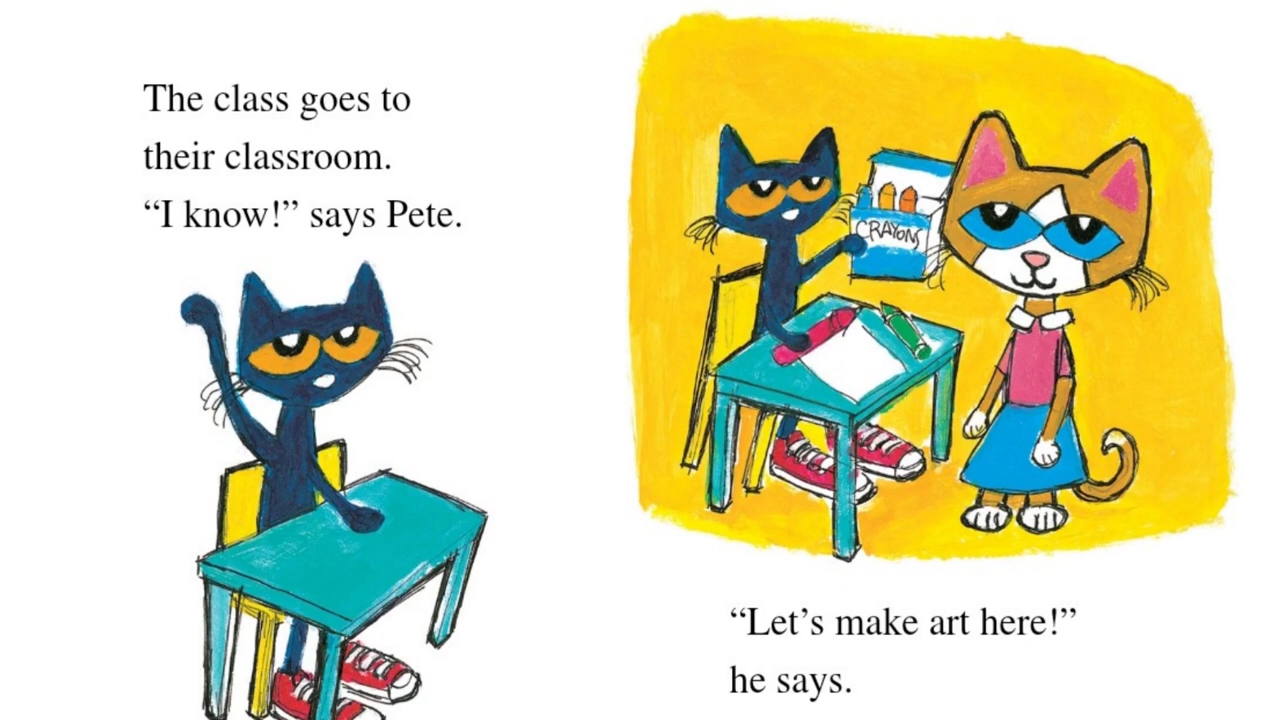 The class goes to
their classroom.
“I know!” says Pete.
CRAYONS
“Let’s make art here!”
he says.